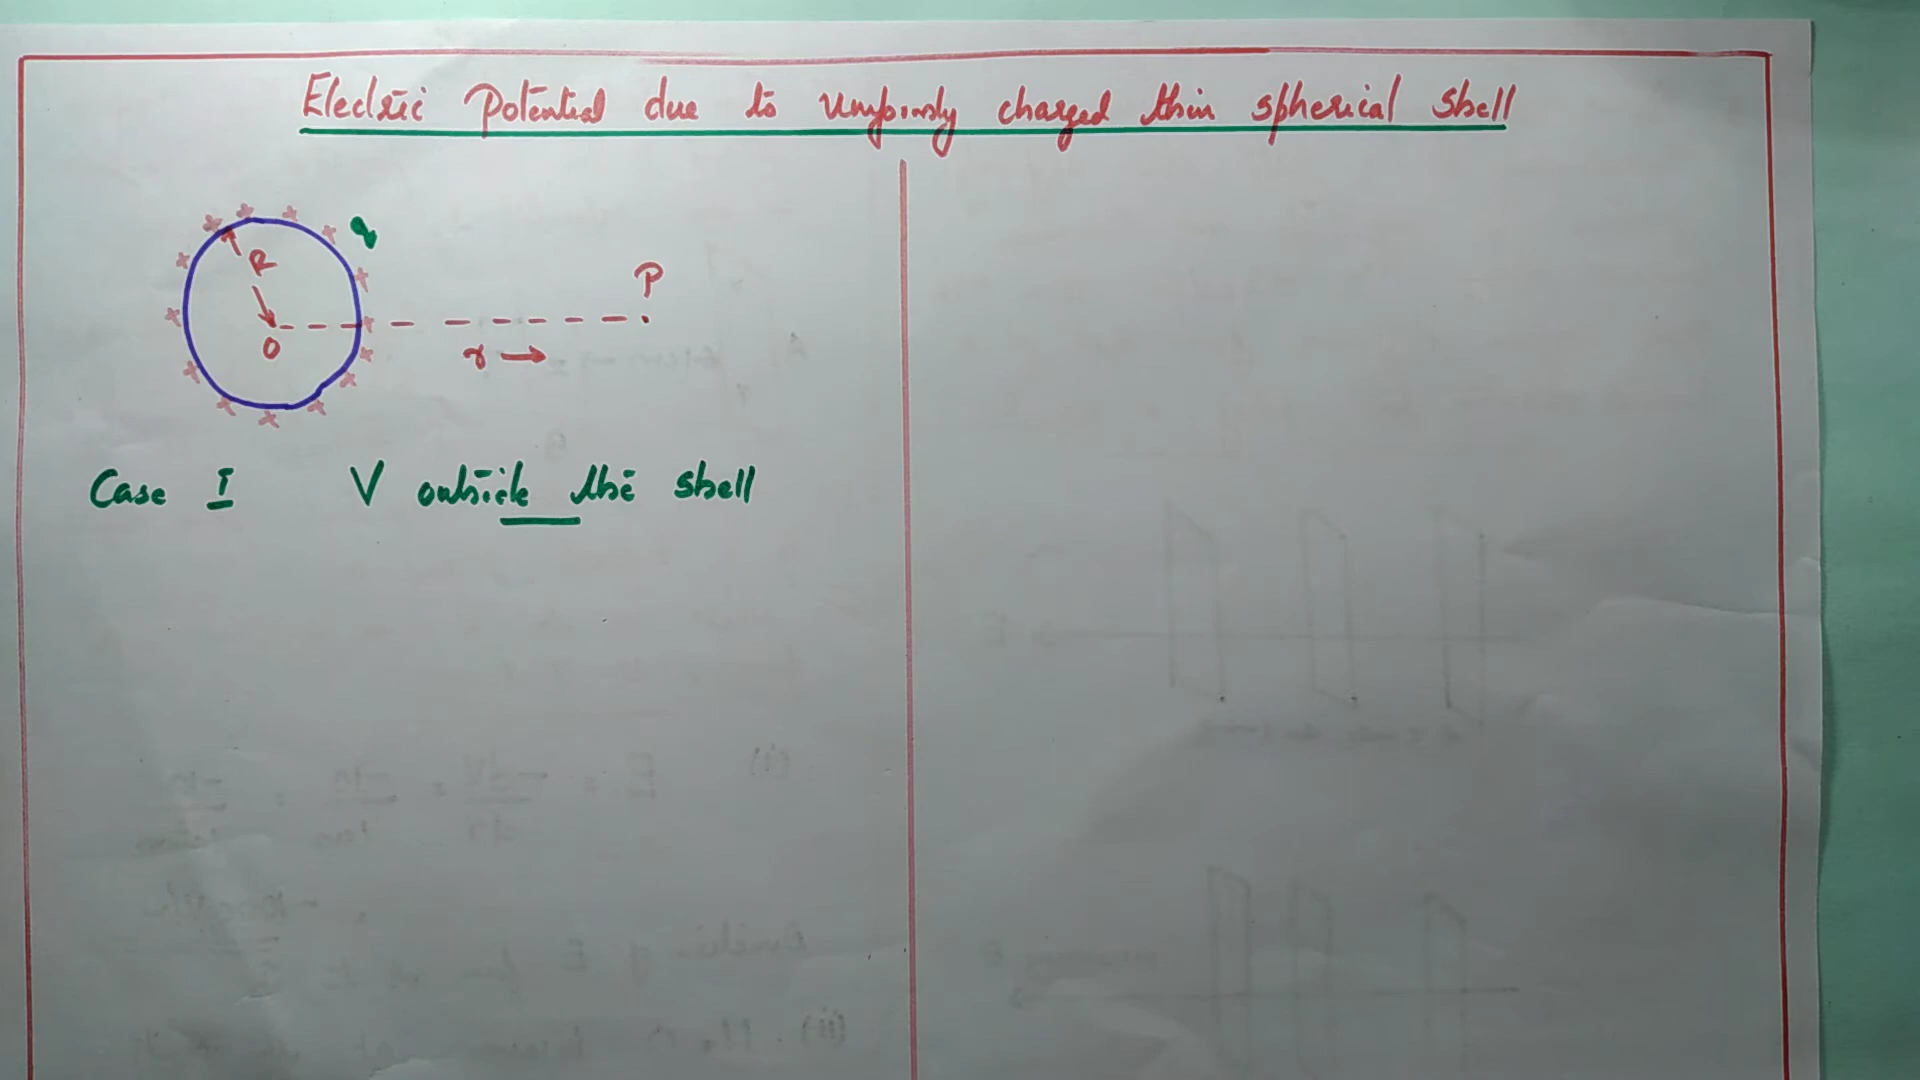 Electric Potential due to Uniformly charged thin spherical shell
q
R
P
O
r →
Case I V outside the shell